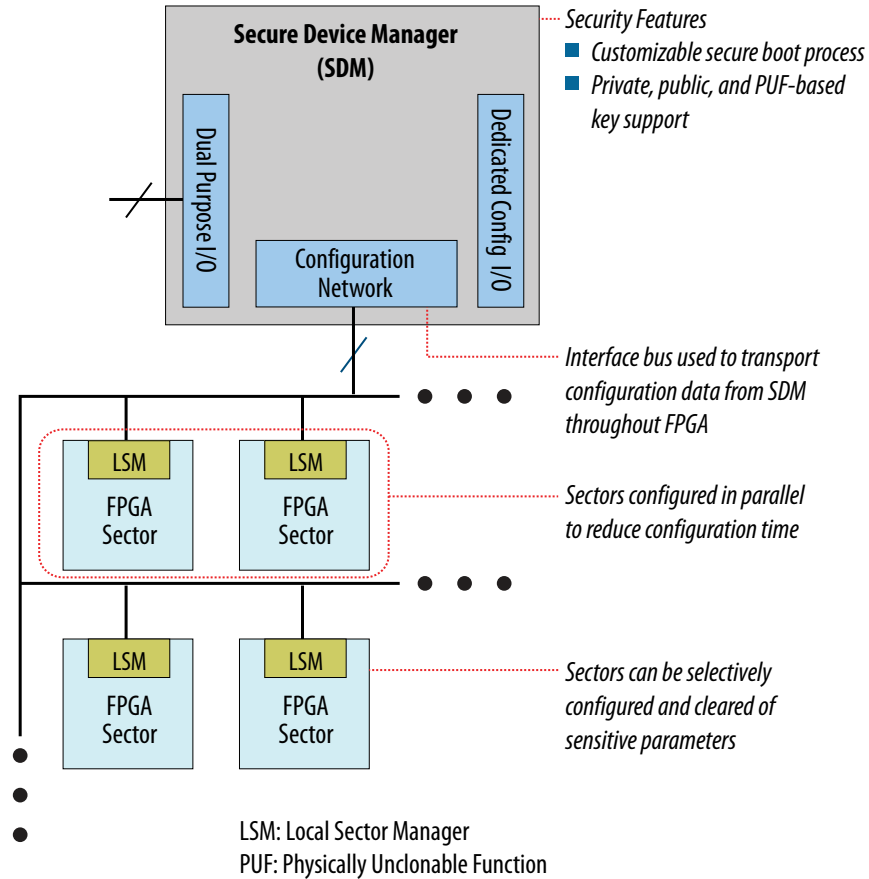 Secure Device Manager
(SDM)
Security Features
Customizable secure boot process
Private, public, and PUF-based
key support
Dual Purpose I/O
Dedicated Config I/O
Configuration
Network
Interface bus used to transport
configuration data from SDM
throughout FPGA
LSM
FPGA
Sector
LSM
FPGA
Sector
Sectors configured in parallel
to reduce configuration time
LSM
FPGA
Sector
LSM
FPGA
Sector
Sectors can be selectively
configured and cleared of
sensitive parameters
LSM: Local Sector Manager
PUF: Physically Unclonable Function